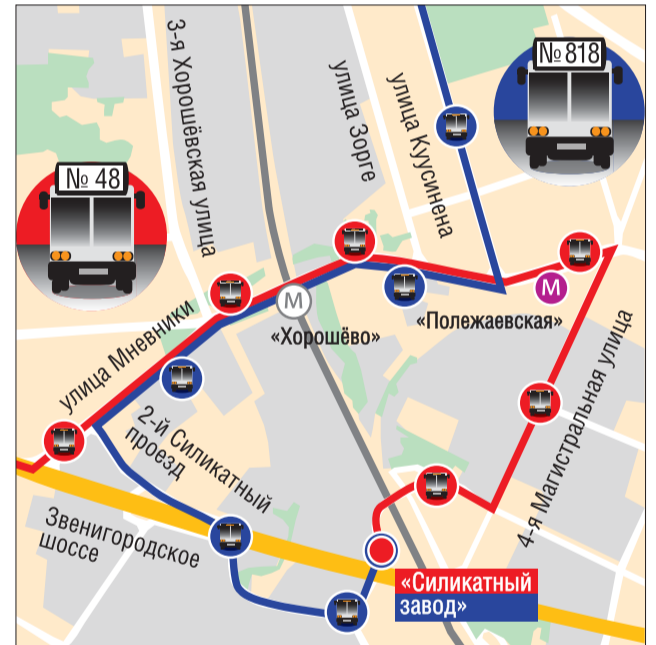 № 818
№ 48
3-я Хорошёвская улица
улица Зорге
улица Куусинена
«Хорошёво»
«Полежаевская»
улица Мневники
2-й Силикатный
проезд
4-я Магистральная улица
Звенигородское
шоссе
М
М
«Силикатный
завод»